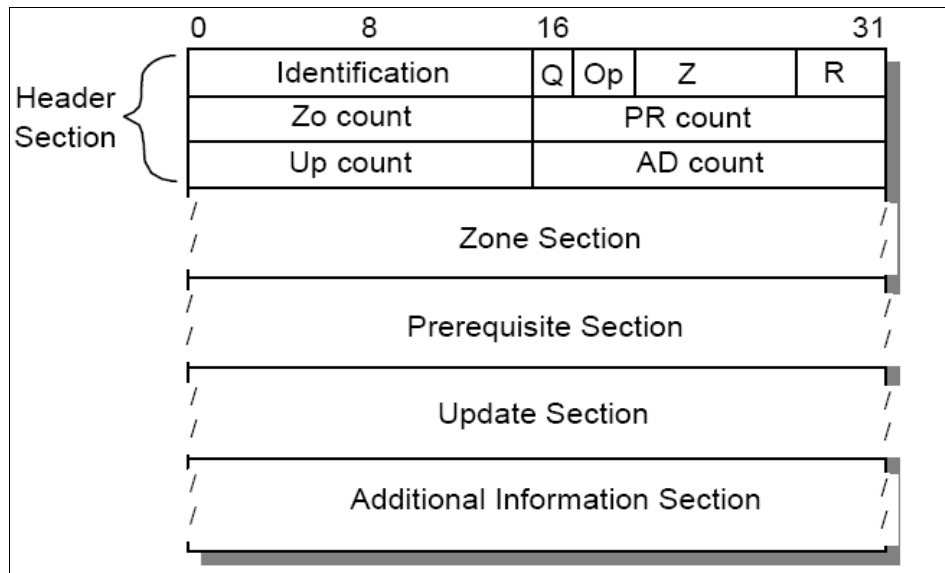 0 8 16 31
Header
Section
Identification Q Op Z R
Zo count PR count
Up count AD count
Zone Section
Prerequisite Section
Update Section
Additional Information Section